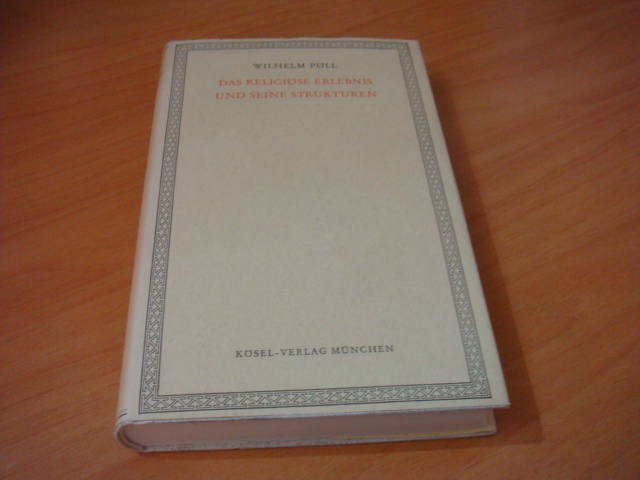 WILHELM PÖLL
DAS RELIGIÖSE ERLEBNIS
UND SEINE STRUKTUREN
KÖSEL-VERLAG MÜNCHEN